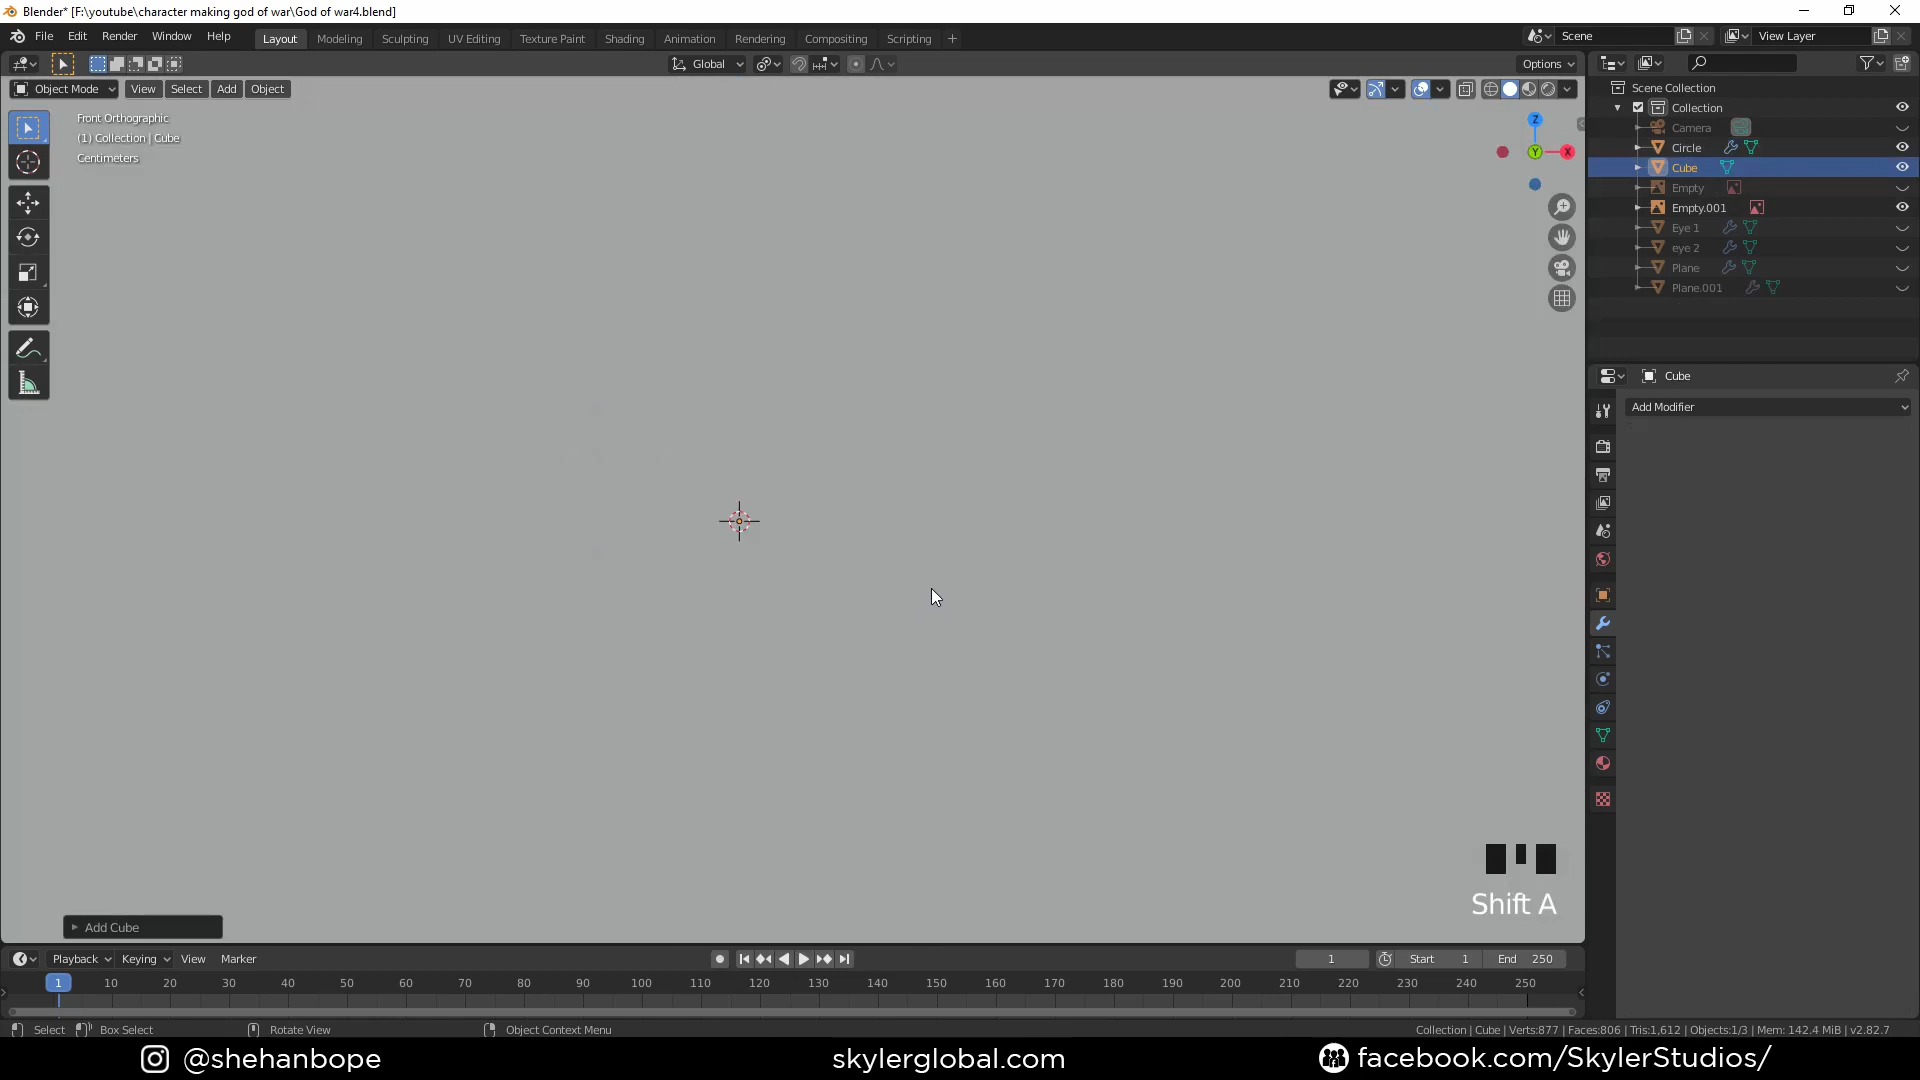 Blender* [F:\youtube\character making god of war\God of war4.blend]
File Edit Render Window Help Layout Modeling Sculpting UV Editing Texture Paint Shading Animation Rendering Compositing Scripting + Scene View Layer
Global Options
Object Mode View Select Add Object
Front Orthographic
(1) Collection | Cube
Centimeters
Z
Y
X
Scene Collection
Collection
Camera
Circle
Cube
Empty
Empty.001
Eye 1
eye 2
Plane
Plane.001
Cube
Add Modifier
Shift A
Add Cube
Playback Keying View Marker 1 Start 1 End 250
1 10 20 30 40 50 60 70 80 90 100 110 120 130 140 150 160 170 180 190 200 210 220 230 240 250
Select Box Select Rotate View Object Context Menu Collection | Cube | Verts:877 | Faces:806 | Tris:1,612 | Objects:1/3 | Mem: 142.4 MiB | v2.82.7
@shehanbope skylerglobal.com facebook.com/SkylerStudios/